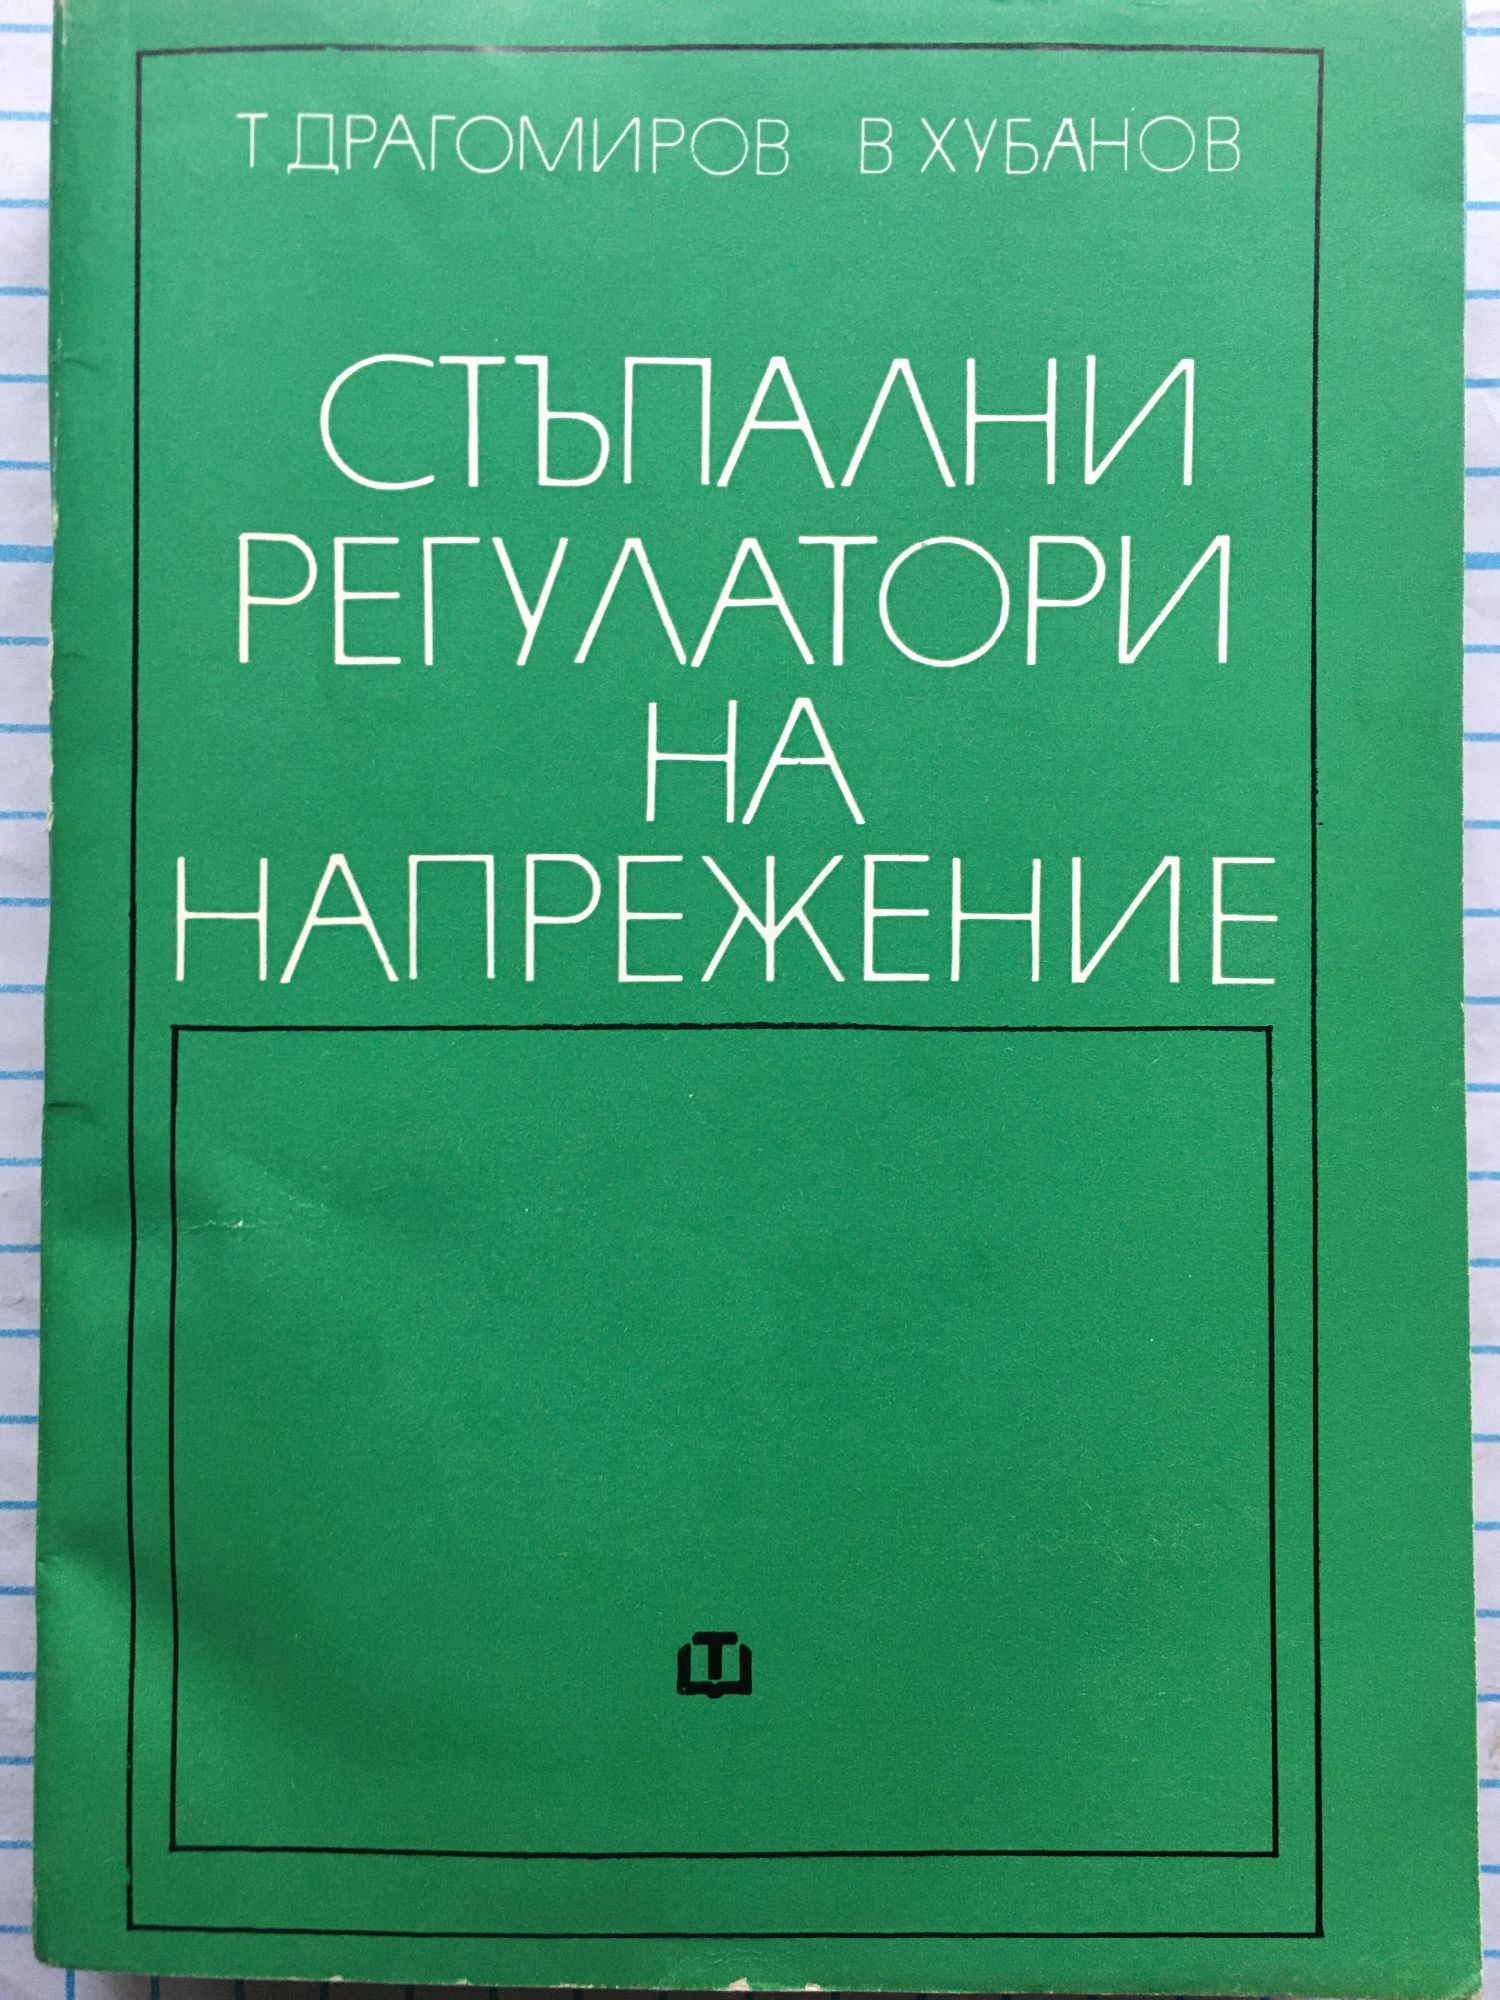 Т ДРАГОМИРОВ В ХУБАНОВ
СТЪПАЛНИ
РЕГУЛАТОРИ
НА
НАПРЕЖЕНИЕ
Т